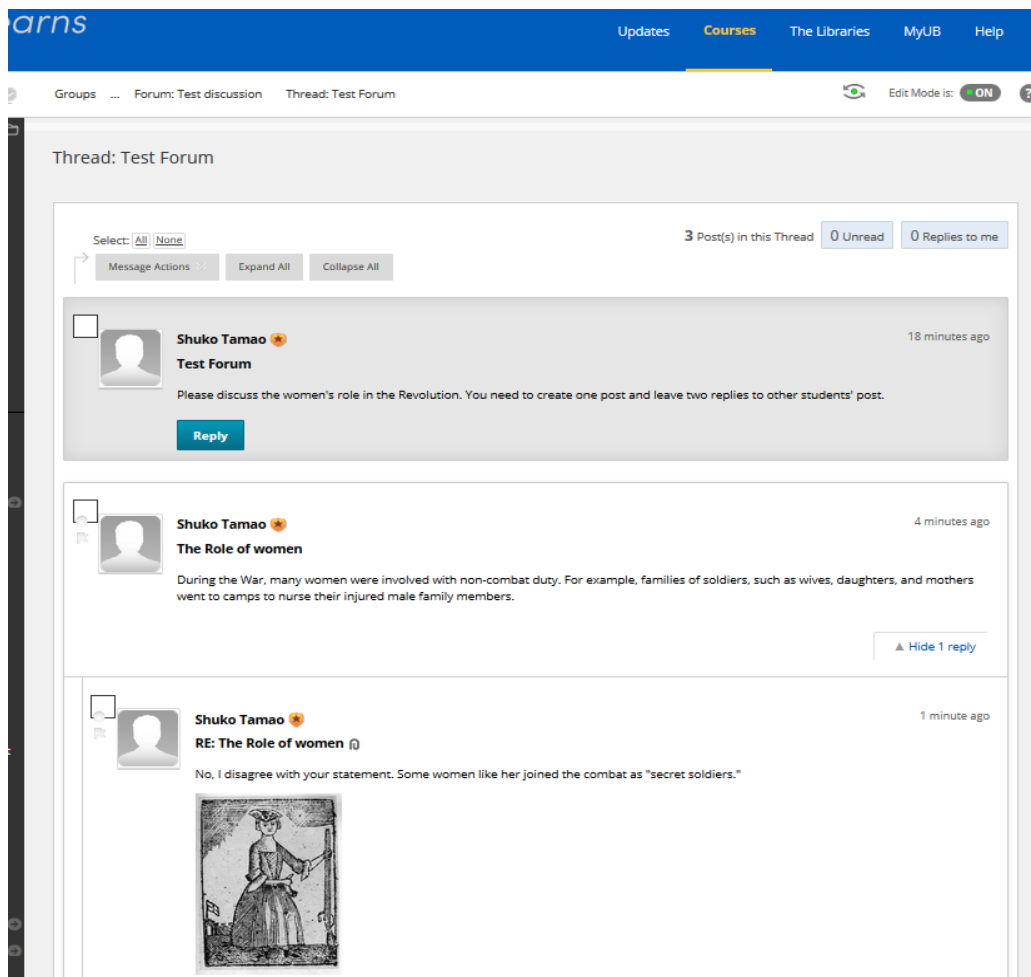 earns
Updates Courses The Libraries MyUB Help
Groups ... Forum: Test discussion Thread: Test Forum Edit Mode is: ON ?
Thread: Test Forum
3 Post(s) in this Thread 0 Unread 0 Replies to me
Select: All None
Message Actions Expand All Collapse All
Shuko Tamao 18 minutes ago
Test Forum
Please discuss the women's role in the Revolution. You need to create one post and leave two replies to other students' post.
Reply
Shuko Tamao 4 minutes ago
The Role of women
During the War, many women were involved with non-combat duty. For example, families of soldiers, such as wives, daughters, and mothers
went to camps to nurse their injured male family members.
Hide 1 reply
Shuko Tamao 1 minute ago
RE: The Role of women
No, I disagree with your statement. Some women like her joined the combat as "secret soldiers."